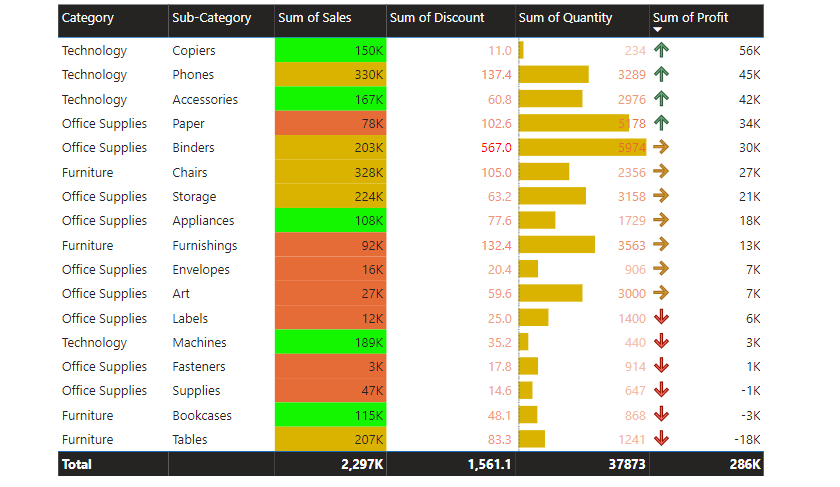 Category Sub-Category Sum of Sales Sum of Discount Sum of Quantity Sum of Profit
Technology Copiers 150K 11.0 234 56K
Technology Phones 330K 137.4 3289 45K
Technology Accessories 167K 60.8 2976 42K
Office Supplies Paper 78K 102.6 5178 34K
Office Supplies Binders 203K 567.0 5974 30K
Furniture Chairs 328K 105.0 2356 27K
Office Supplies Storage 224K 63.2 3158 21K
Office Supplies Appliances 108K 77.6 1729 18K
Furniture Furnishings 92K 132.4 3563 13K
Office Supplies Envelopes 16K 20.4 906 7K
Office Supplies Art 27K 59.6 3000 7K
Office Supplies Labels 12K 25.0 1400 6K
Technology Machines 189K 35.2 440 3K
Office Supplies Fasteners 3K 17.8 914 1K
Office Supplies Supplies 47K 14.6 647 -1K
Furniture Bookcases 115K 48.1 868 -3K
Furniture Tables 207K 83.3 1241 -18K
Total 2,297K 1,561.1 37873 286K